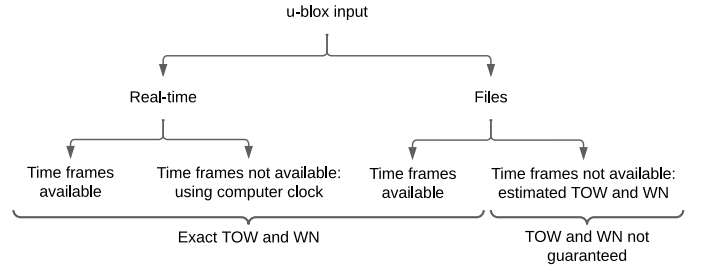 u-blox input
Real-time
Files
Time frames
available
Time frames not available:
using computer clock
Time frames
available
Time frames not available:
estimated TOW and WN
Exact TOW and WN
TOW and WN not
guaranteed